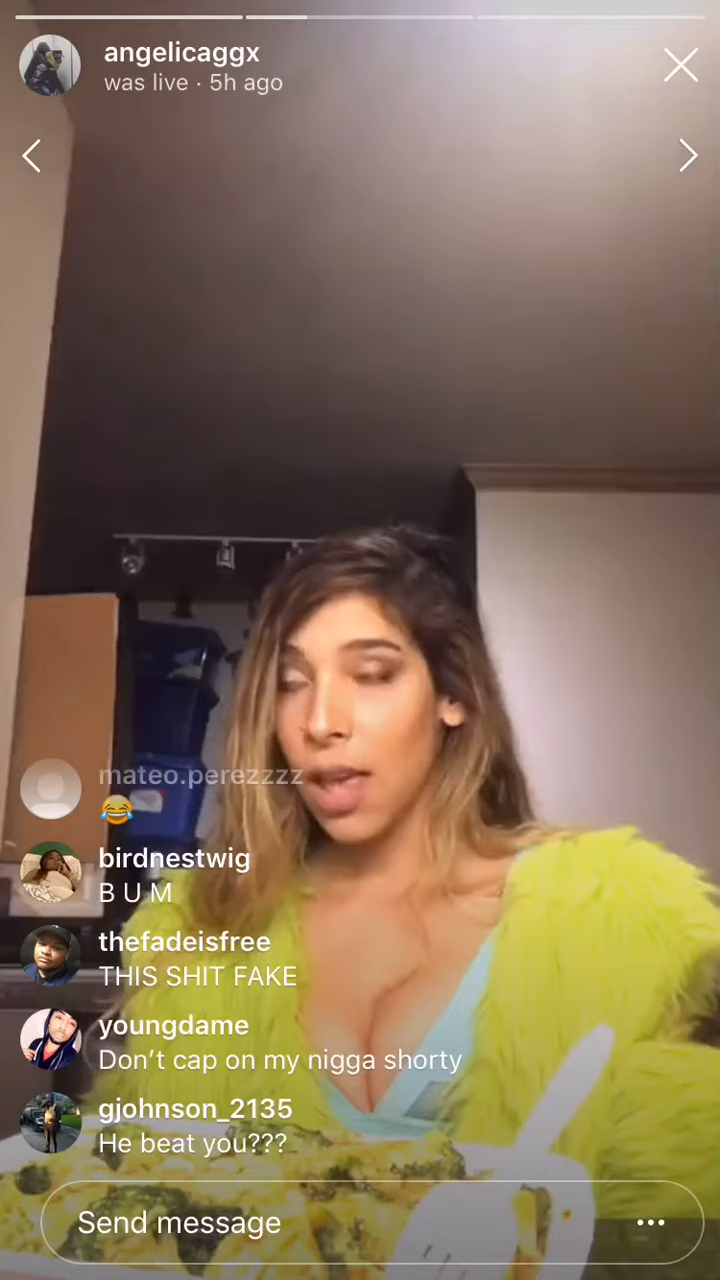 angelicaggx
was live · 5h ago
mateo.perezzzz
😂
birdnestwig
B U M
thefadeisfree
THIS SHIT FAKE
youngdame
Don't cap on my nigga shorty
gjohnson_2135
He beat you???
Send message